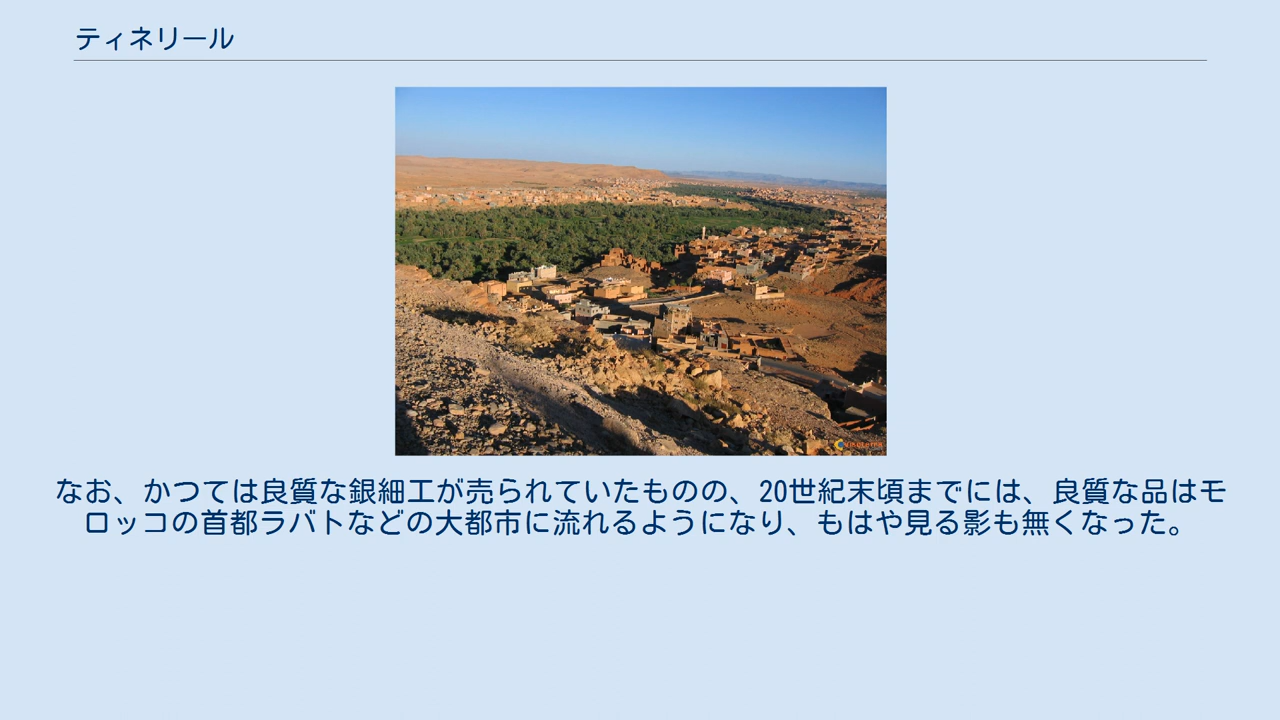 ティネリール
なお、かつては良質な銀細工が売られていたものの、20世紀末頃までには、良質な品はモ
ロッコの首都ラバトなどの大都市に流れるようになり、もはや見る影も無くなった。